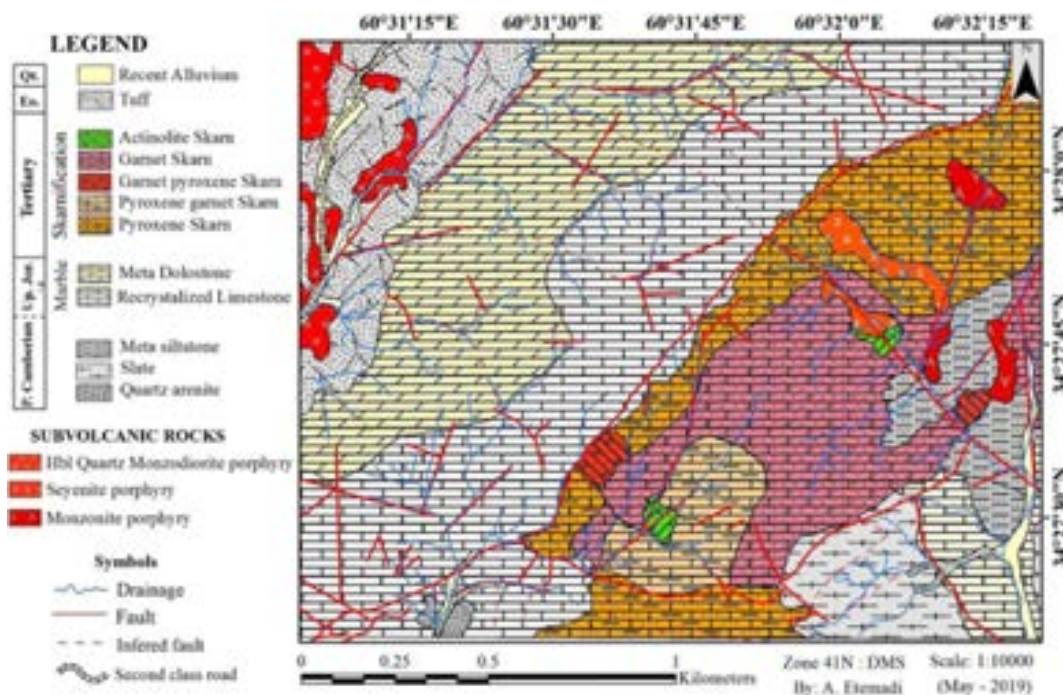 60°31'15"E 60°31'30"E 60°31'45"E 60°32'0"E 60°32'15"E
LEGEND
Qt.
Recent Alluvium
Eo.
Tuff
Tertiary
Skarnification
Actinolite Skarn
Garnet Skarn
Garnet pyroxene Skarn
Pyroxene garnet Skarn
Pyroxene Skarn
Up. Jor.
Marble
Meta Dolostone
Recrystalized Limestone
P. Camberian
Meta siltstone
Slate
Quartz arenite
SUBVOLCANIC ROCKS
Hbl Quartz Monzodiorite porphyry
Seyenite porphyry
Monzonite porphyry
Symbols
Drainage
Fault
Infered fault
Second class road
0 0.25 0.5 1
Kilometers
Zone 41N : DMS Scale: 1:10000
By: A. Etemadi (May - 2019)